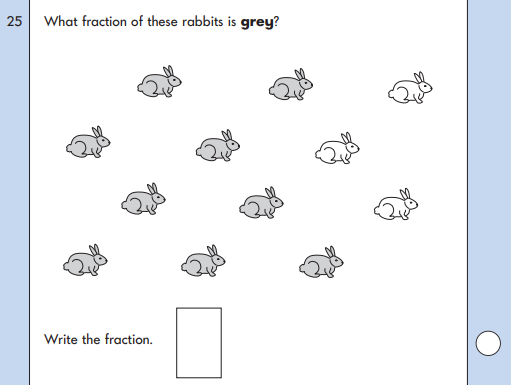 25 What fraction of these rabbits is grey?
Write the fraction.